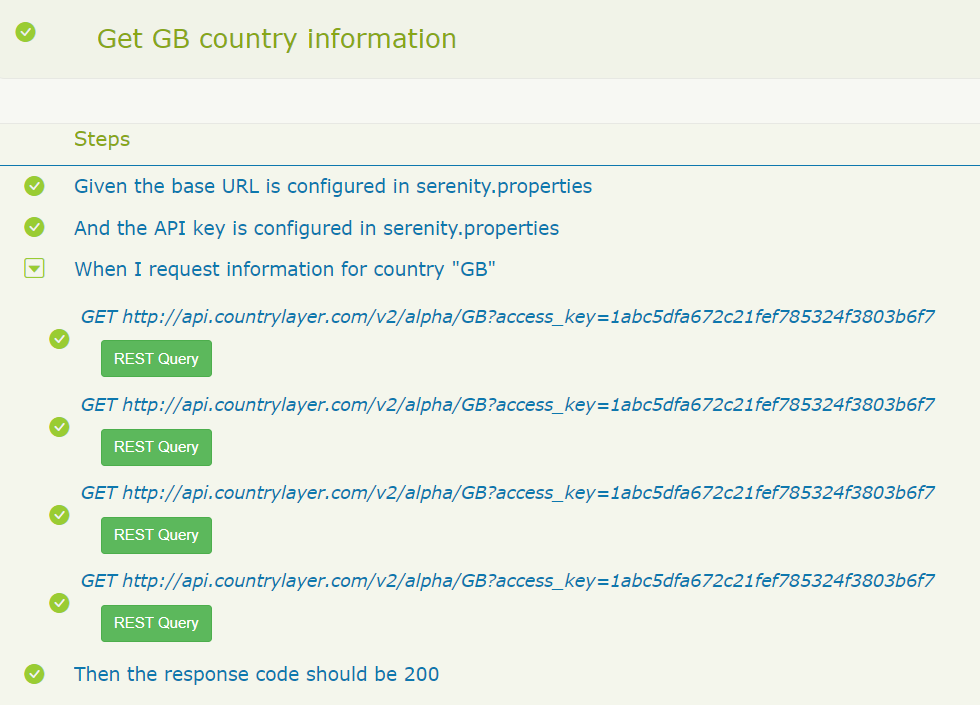 Get GB country information
Steps
Given the base URL is configured in serenity.properties
And the API key is configured in serenity.properties
When I request information for country "GB"
GET http://api.countrylayer.com/v2/alpha/GB?access_key=1abc5dfa672c21fef785324f3803b6f7
REST Query
GET http://api.countrylayer.com/v2/alpha/GB?access_key=1abc5dfa672c21fef785324f3803b6f7
REST Query
GET http://api.countrylayer.com/v2/alpha/GB?access_key=1abc5dfa672c21fef785324f3803b6f7
REST Query
GET http://api.countrylayer.com/v2/alpha/GB?access_key=1abc5dfa672c21fef785324f3803b6f7
REST Query
Then the response code should be 200